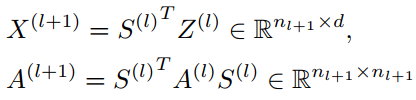 X^{(l+1)} = S^{(l)^T} Z^{(l)} ∈ ℝ^{n_{l+1}×d},
A^{(l+1)} = S^{(l)^T} A^{(l)} S^{(l)} ∈ ℝ^{n_{l+1}×n_{l+1}}